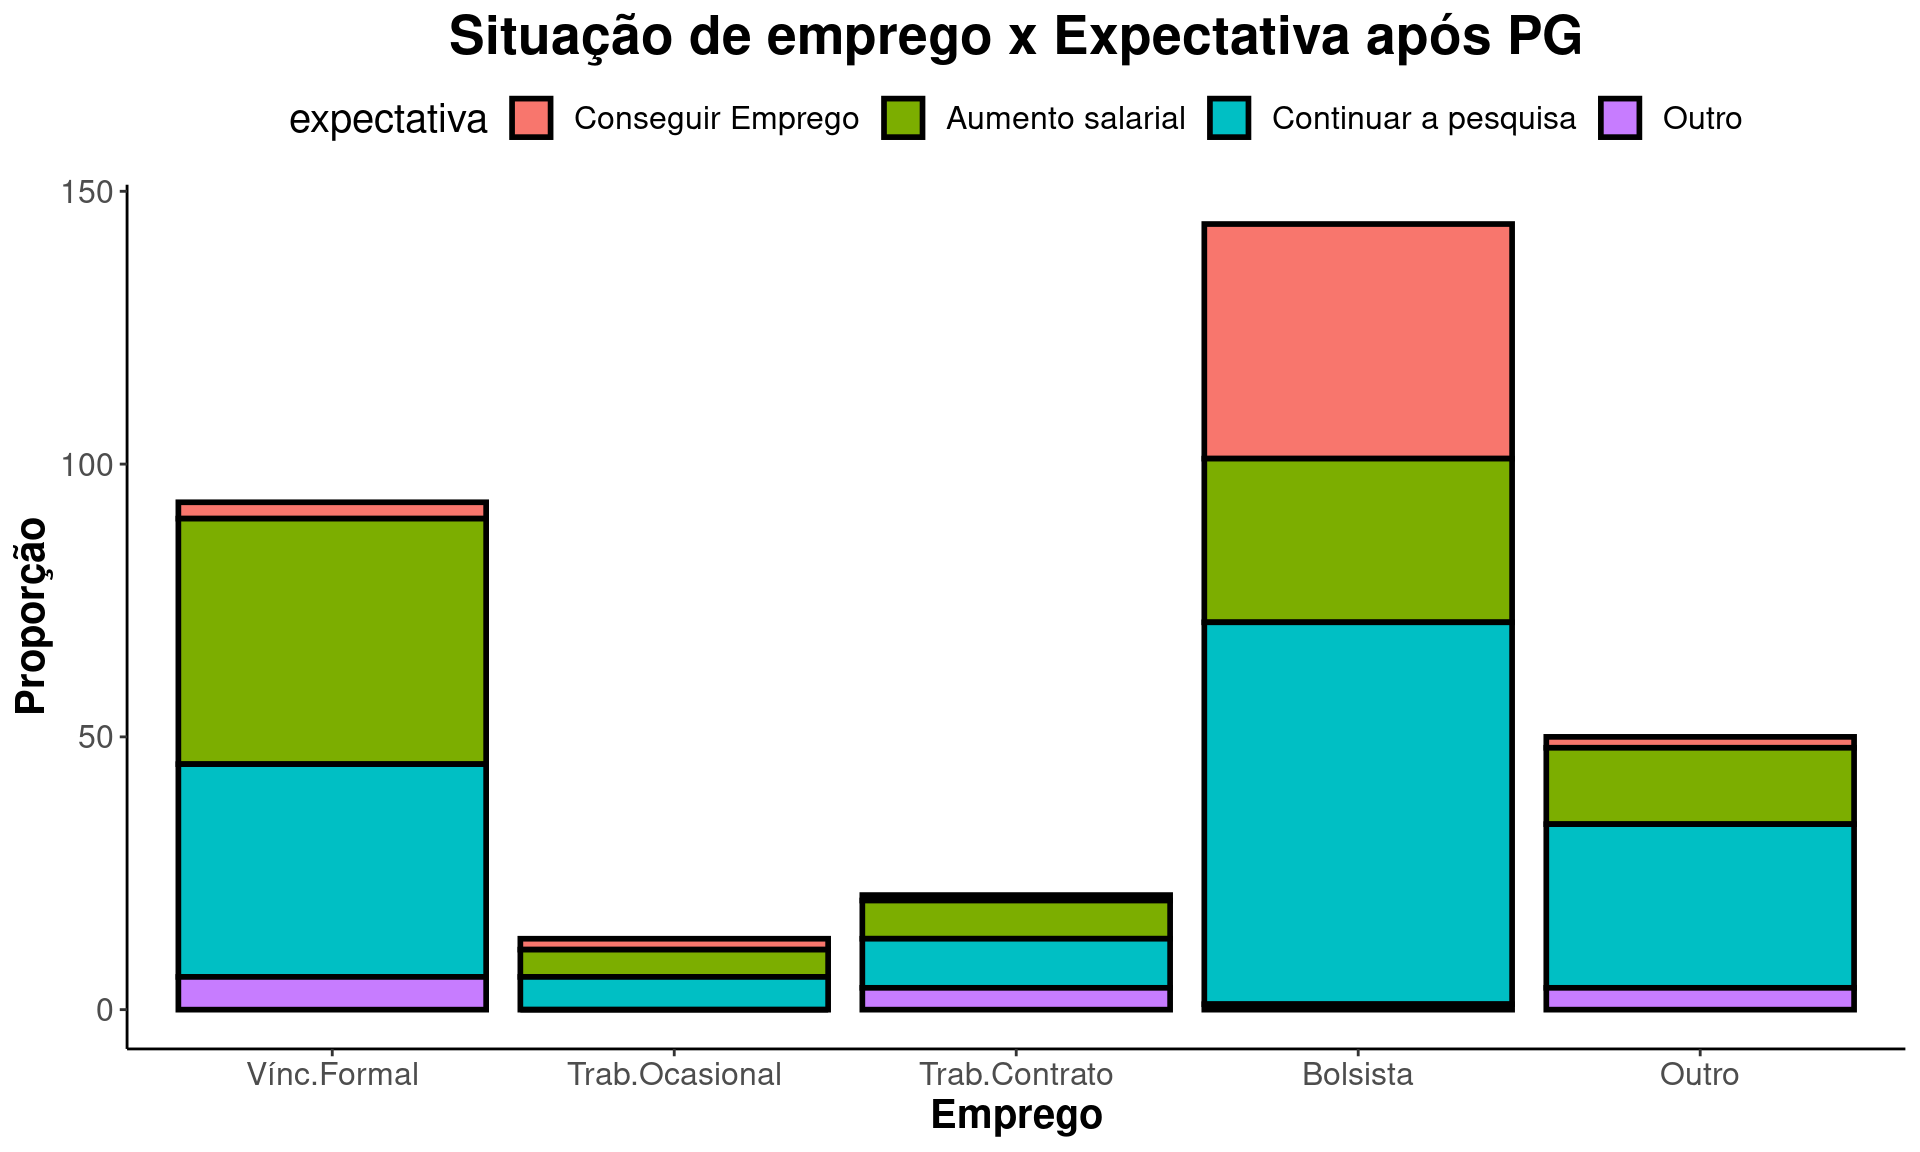 Situação de emprego x Expectativa após PG
expectativa Conseguir Emprego Aumento salarial Continuar a pesquisa Outro
150
100
50
0
Proporção
Vínc.Formal Trab.Ocasional Trab.Contrato Bolsista Outro
Emprego